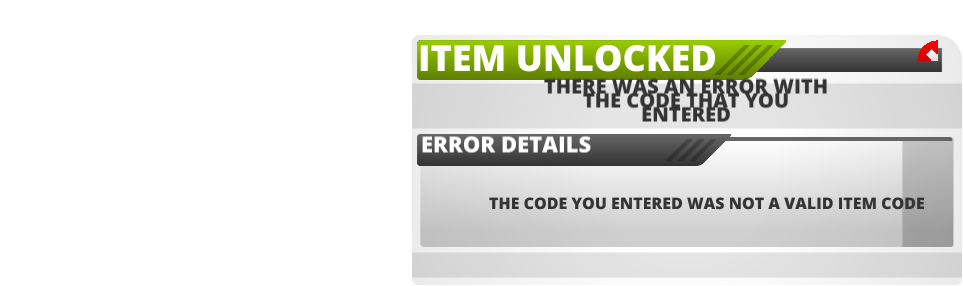 ITEM UNLOCKED
THERE WAS AN ERROR WITH
THE CODE THAT YOU
ENTERED
ERROR DETAILS
THE CODE YOU ENTERED WAS NOT A VALID ITEM CODE